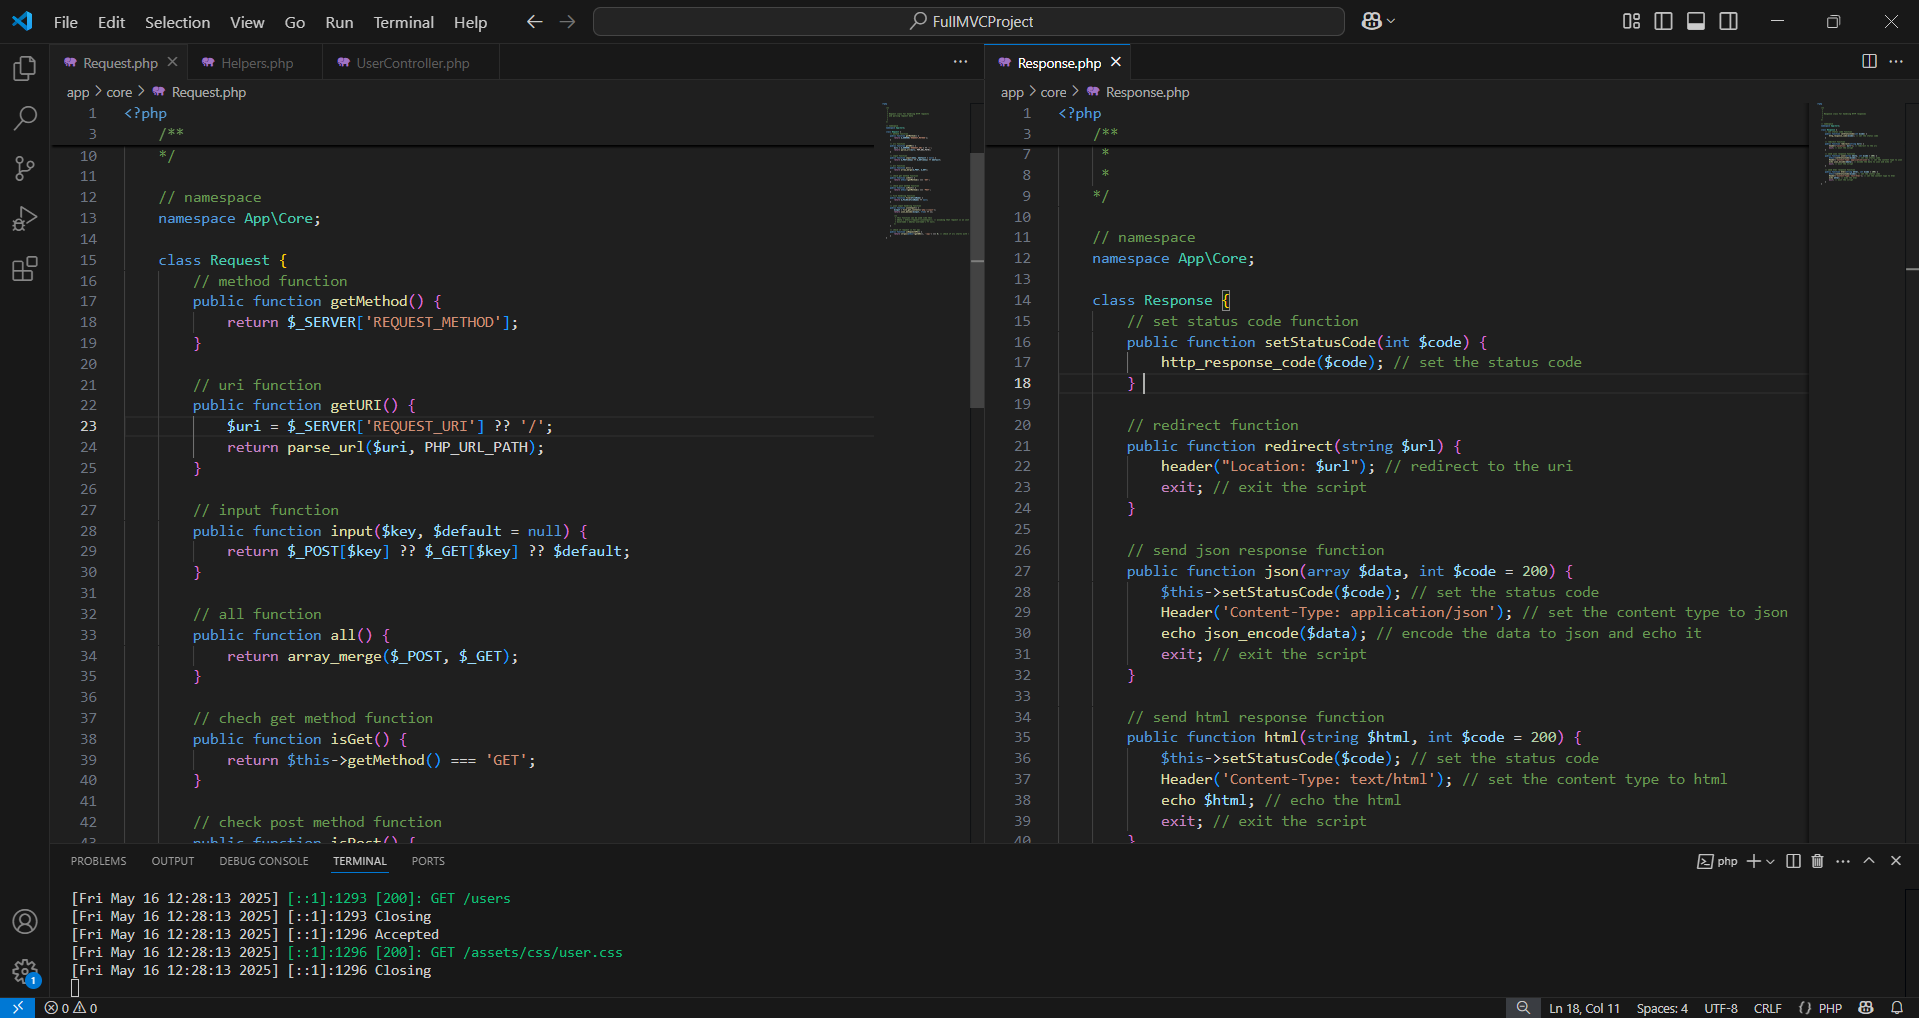 File Edit Selection View Go Run Terminal Help
FullMVCProject
Request.php Helpers.php UserController.php
app > core > Request.php
1 <?php
3 /**
10 */
11
12 // namespace
13 namespace App\Core;
14
15 class Request {
16 // method function
17 public function getMethod() {
18 return $_SERVER['REQUEST_METHOD'];
19 }
20
21 // uri function
22 public function getURI() {
23 $uri = $_SERVER['REQUEST_URI'] ?? '/';
24 return parse_url($uri, PHP_URL_PATH);
25 }
26
27 // input function
28 public function input($key, $default = null) {
29 return $_POST[$key] ?? $_GET[$key] ?? $default;
30 }
31
32 // all function
33 public function all() {
34 return array_merge($_POST, $_GET);
35 }
36
37 // chech get method function
38 public function isGet() {
39 return $this->getMethod() === 'GET';
40 }
41
42 // check post method function
43 public function isPost() {
Response.php
app > core > Response.php
1 <?php
3 /**
7 *
8 *
9 */
10
11 // namespace
12 namespace App\Core;
13
14 class Response {
15 // set status code function
16 public function setStatusCode(int $code) {
17 http_response_code($code); // set the status code
18 }
19
20 // redirect function
21 public function redirect(string $url) {
22 header("Location: $url"); // redirect to the uri
23 exit; // exit the script
24 }
25
26 // send json response function
27 public function json(array $data, int $code = 200) {
28 $this->setStatusCode($code); // set the status code
29 Header('Content-Type: application/json'); // set the content type to json
30 echo json_encode($data); // encode the data to json and echo it
31 exit; // exit the script
32 }
33
34 // send html response function
35 public function html(string $html, int $code = 200) {
36 $this->setStatusCode($code); // set the status code
37 Header('Content-Type: text/html'); // set the content type to html
38 echo $html; // echo the html
39 exit; // exit the script
40 }
PROBLEMS OUTPUT DEBUG CONSOLE TERMINAL PORTS
php
[Fri May 16 12:28:13 2025] [::1]:1293 [200]: GET /users
[Fri May 16 12:28:13 2025] [::1]:1293 Closing
[Fri May 16 12:28:13 2025] [::1]:1296 Accepted
[Fri May 16 12:28:13 2025] [::1]:1296 [200]: GET /assets/css/user.css
[Fri May 16 12:28:13 2025] [::1]:1296 Closing
1
0 0
Ln 18, Col 11 Spaces: 4 UTF-8 CRLF {} PHP